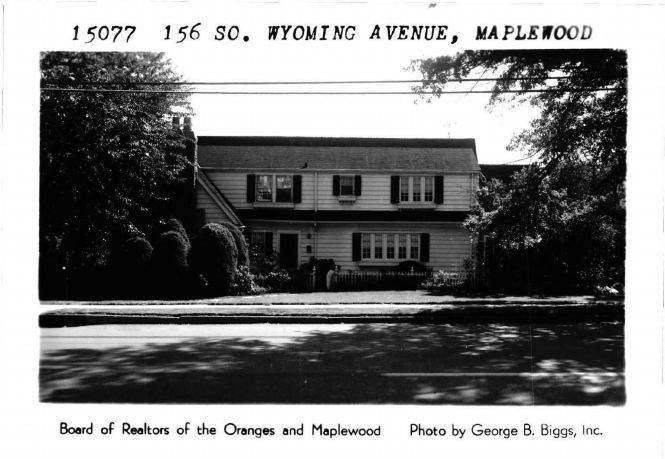 15077 156 SO. WYOMING AVENUE, MAPLEWOOD
Board of Realtors of the Oranges and Maplewood Photo by George B. Biggs, Inc.